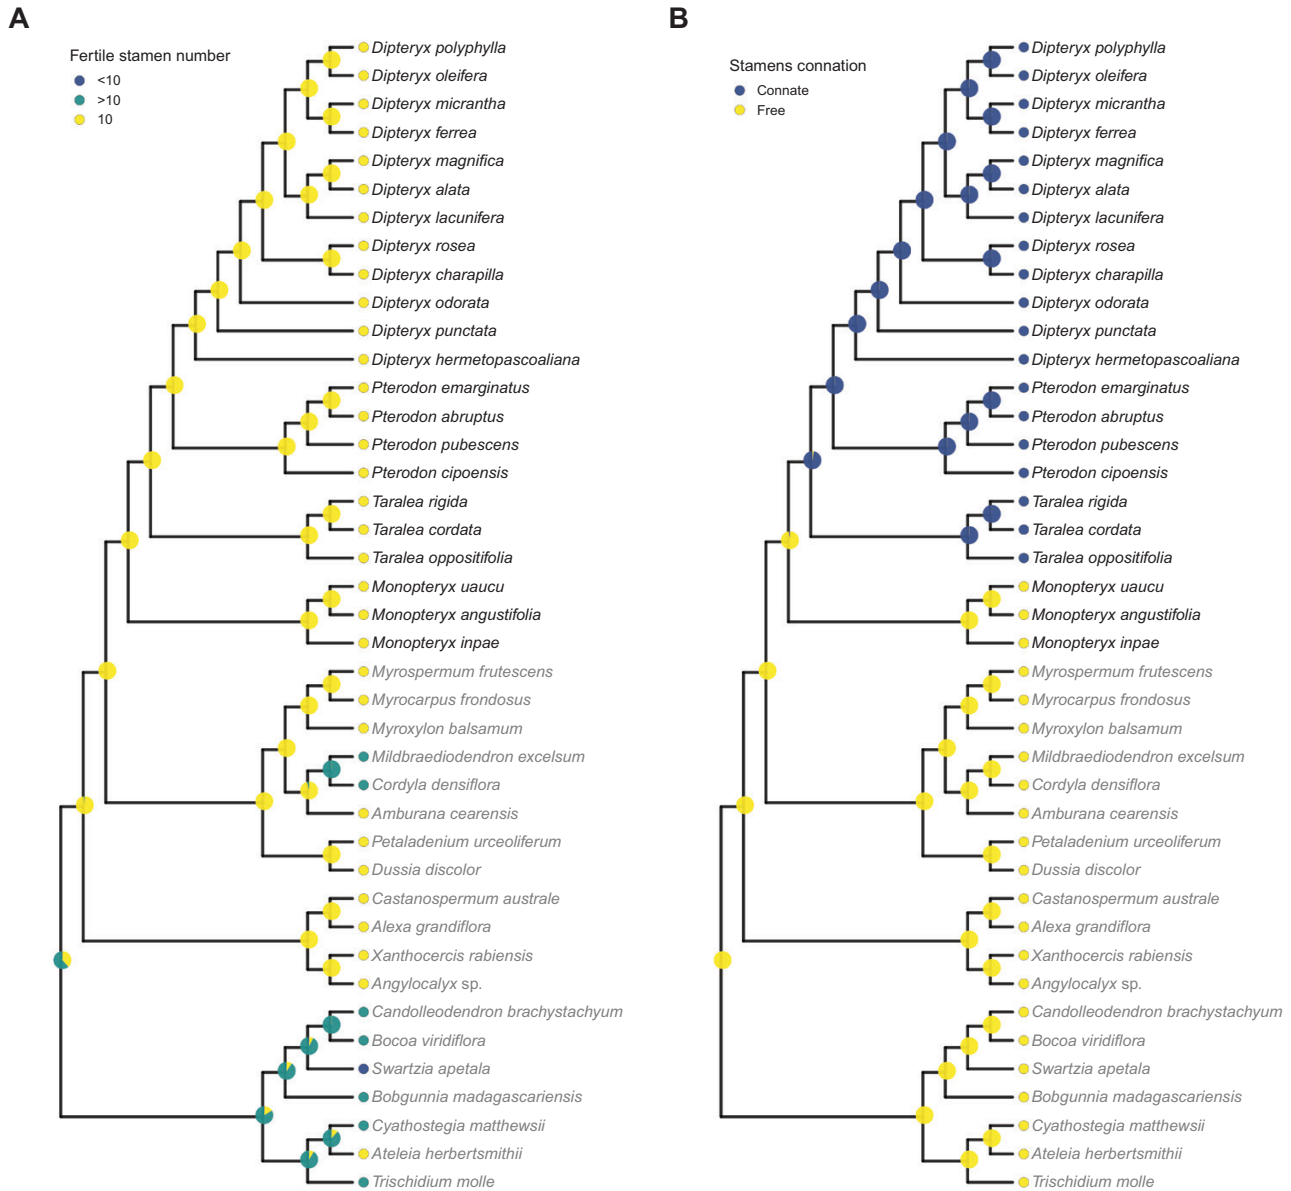 A
Fertile stamen number
<10
>10
10
Dipteryx polyphylla
Dipteryx oleifera
Dipteryx micrantha
Dipteryx ferrea
Dipteryx magnifica
Dipteryx alata
Dipteryx lacunifera
Dipteryx rosea
Dipteryx charapilla
Dipteryx odorata
Dipteryx punctata
Dipteryx hermetopascoaliana
Pterodon emarginatus
Pterodon abruptus
Pterodon pubescens
Pterodon cipoensis
Taralea rigida
Taralea cordata
Taralea oppositifolia
Monopteryx uaucu
Monopteryx angustifolia
Monopteryx inpae
Myrospermum frutescens
Myrocarpus frondosus
Myroxylon balsamum
Mildbraediodendron excelsum
Cordyla densiflora
Amburana cearensis
Petaladenium urceoliferum
Dussia discolor
Castanospermum australe
Alexa grandiflora
Xanthocercis rabiensis
Angylocalyx sp.
Candolleodendron brachystachyum
Bocoa viridiflora
Swartzia apetala
Bobgunnia madagascariensis
Cyathostegia matthewsii
Ateleia herbertsmithii
Trischidium molle
B
Stamens connation
Connate
Free
Dipteryx polyphylla
Dipteryx oleifera
Dipteryx micrantha
Dipteryx ferrea
Dipteryx magnifica
Dipteryx alata
Dipteryx lacunifera
Dipteryx rosea
Dipteryx charapilla
Dipteryx odorata
Dipteryx punctata
Dipteryx hermetopascoaliana
Pterodon emarginatus
Pterodon abruptus
Pterodon pubescens
Pterodon cipoensis
Taralea rigida
Taralea cordata
Taralea oppositifolia
Monopteryx uaucu
Monopteryx angustifolia
Monopteryx inpae
Myrospermum frutescens
Myrocarpus frondosus
Myroxylon balsamum
Mildbraediodendron excelsum
Cordyla densiflora
Amburana cearensis
Petaladenium urceoliferum
Dussia discolor
Castanospermum australe
Alexa grandiflora
Xanthocercis rabiensis
Angylocalyx sp.
Candolleodendron brachystachyum
Bocoa viridiflora
Swartzia apetala
Bobgunnia madagascariensis
Cyathostegia matthewsii
Ateleia herbertsmithii
Trischidium molle